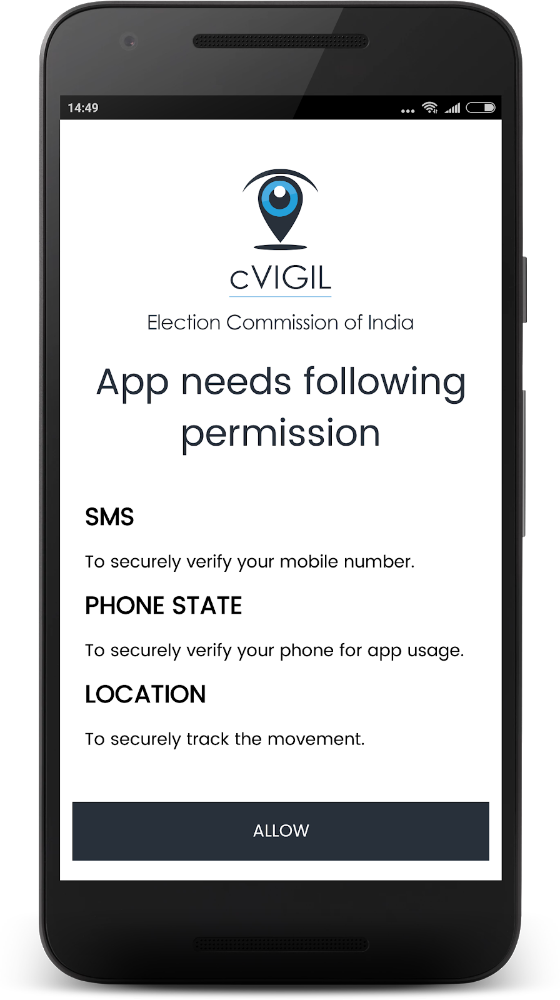 14:49
cVIGIL
Election Commission of India
App needs following
permission
SMS
To securely verify your mobile number.
PHONE STATE
To securely verify your phone for app usage.
LOCATION
To securely track the movement.
ALLOW